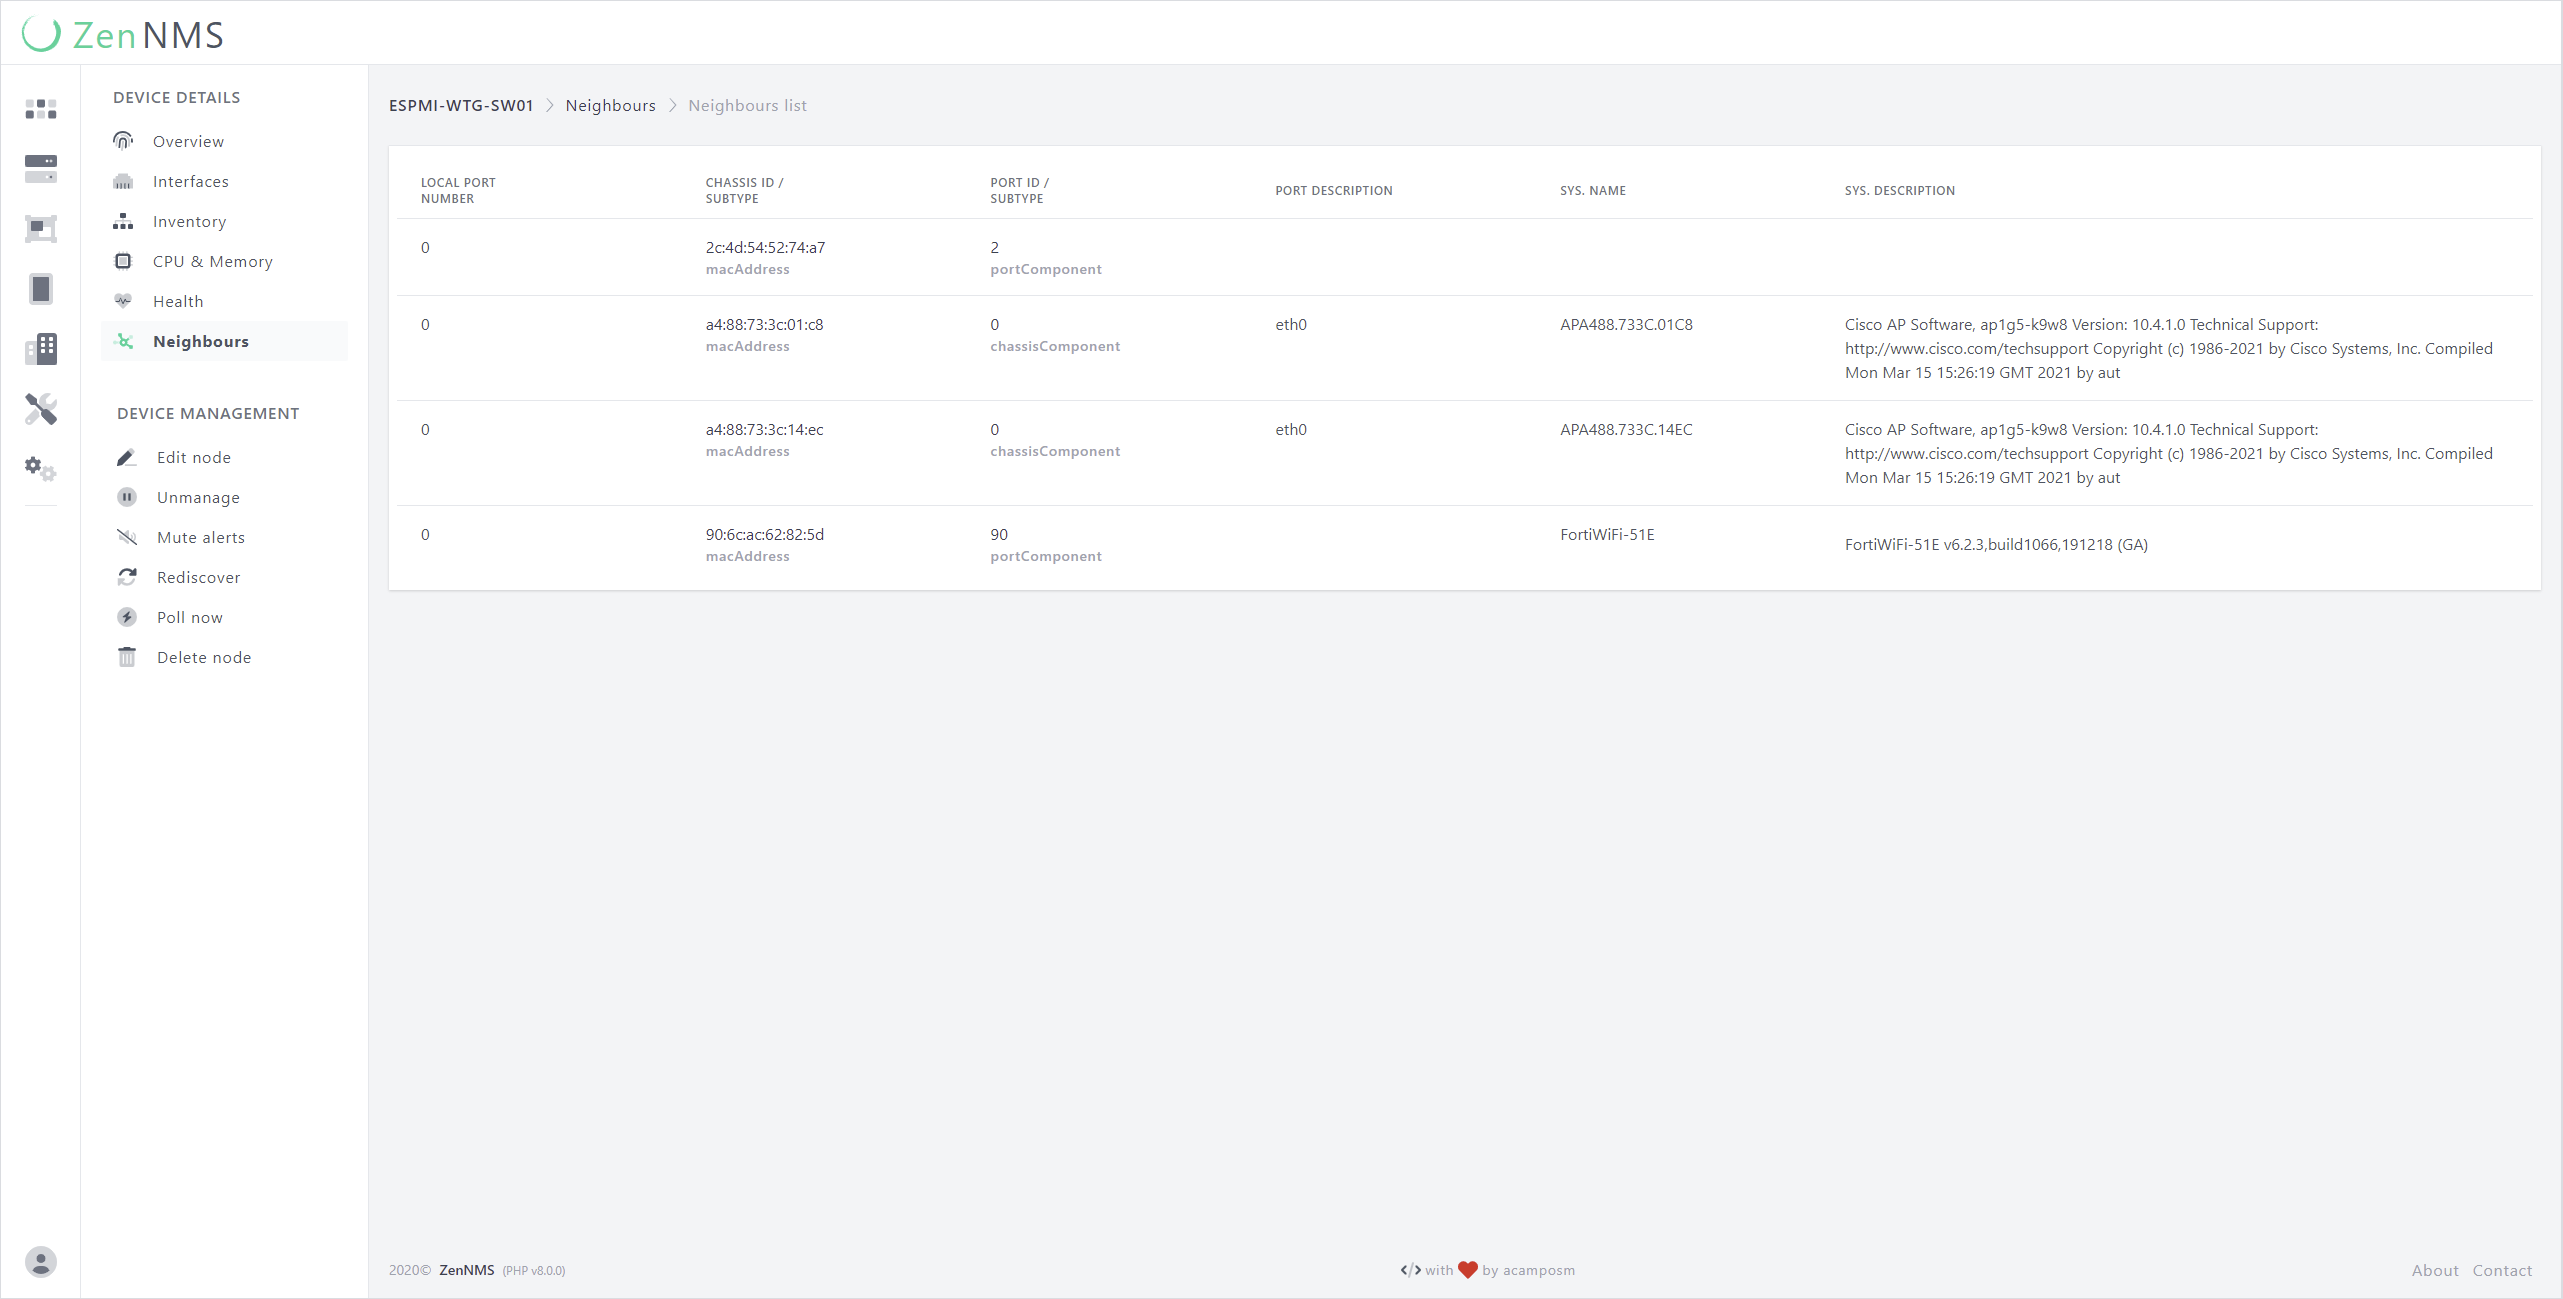 ZenNMS
DEVICE DETAILS
Overview
Interfaces
Inventory
CPU & Memory
Health
Neighbours
DEVICE MANAGEMENT
Edit node
Unmanage
Mute alerts
Rediscover
Poll now
Delete node
ESPMI-WTG-SW01 > Neighbours > Neighbours list
LOCAL PORT NUMBER CHASSIS ID / SUBTYPE PORT ID / SUBTYPE PORT DESCRIPTION SYS. NAME SYS. DESCRIPTION
0 2c:4d:54:52:74:a7 2
macAddress portComponent
0 a4:88:73:3c:01:c8 0 eth0 APA488.733C.01C8 Cisco AP Software, ap1g5-k9w8 Version: 10.4.1.0 Technical Support:
macAddress chassisComponent http://www.cisco.com/techsupport Copyright (c) 1986-2021 by Cisco Systems, Inc. Compiled
Mon Mar 15 15:26:19 GMT 2021 by aut
0 a4:88:73:3c:14:ec 0 eth0 APA488.733C.14EC Cisco AP Software, ap1g5-k9w8 Version: 10.4.1.0 Technical Support:
macAddress chassisComponent http://www.cisco.com/techsupport Copyright (c) 1986-2021 by Cisco Systems, Inc. Compiled
Mon Mar 15 15:26:19 GMT 2021 by aut
0 90:6c:ac:62:82:5d 90 FortiWiFi-51E FortiWiFi-51E v6.2.3,build1066,191218 (GA)
macAddress portComponent
2020© ZenNMS (PHP v8.0.0) </> with ❤ by acamposm About Contact